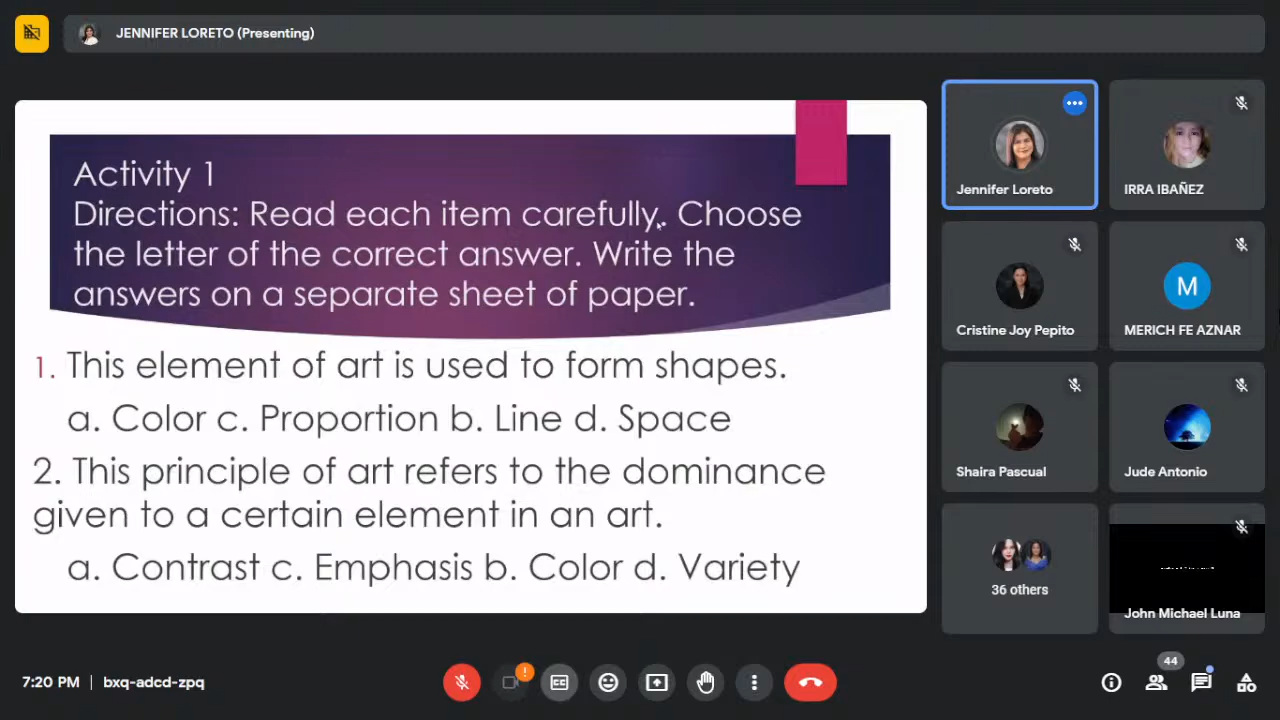 JENNIFER LORETO (Presenting)
Activity 1
Directions: Read each item carefully,. Choose
the letter of the correct answer. Write the
answers on a separate sheet of paper.
1. This element of art is used to form shapes.
a. Color c. Proportion b. Line d. Space
2. This principle of art refers to the dominance
given to a certain element in an art.
a. Contrast c. Emphasis b. Color d. Variety
Jennifer Loreto
IRRA IBAÑEZ
Cristine Joy Pepito
M
MERICH FE AZNAR
Shaira Pascual
Jude Antonio
36 others
John Michael Luna
7:20 PM | bxq-adcd-zpq
44